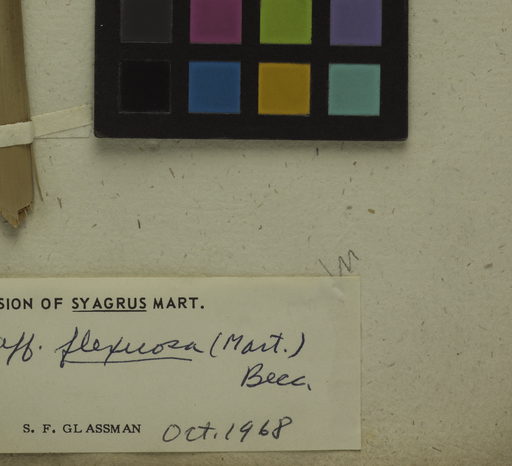 SION OF SYAGRUS MART.
aff. flexuosa (Mart.)
Becc.
S. F. GLASSMAN Oct. 1968